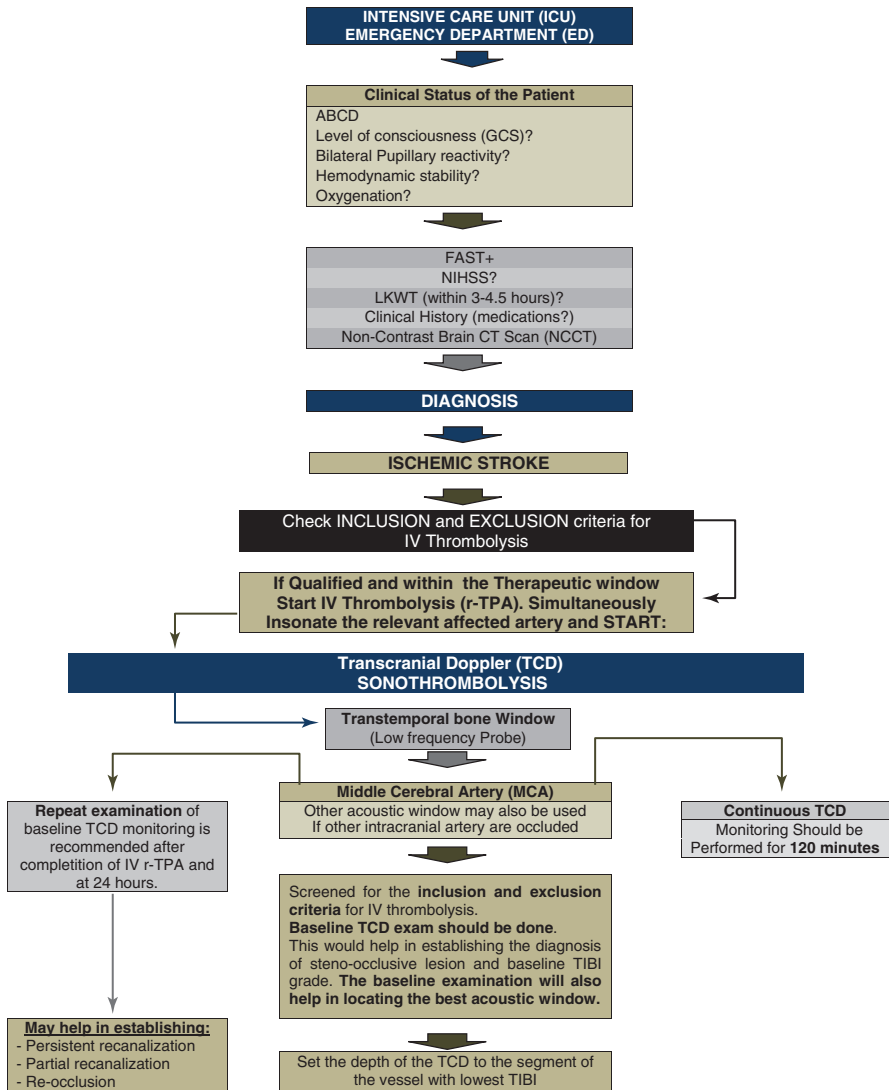 INTENSIVE CARE UNIT (ICU)
EMERGENCY DEPARTMENT (ED)
Clinical Status of the Patient
ABCD
Level of consciousness (GCS)?
Bilateral Pupillary reactivity?
Hemodynamic stability?
Oxygenation?
FAST+
NIHSS?
LKWT (within 3-4.5 hours)?
Clinical History (medications?)
Non-Contrast Brain CT Scan (NCCT)
DIAGNOSIS
ISCHEMIC STROKE
Check INCLUSION and EXCLUSION criteria for
IV Thrombolysis
If Qualified and within the Therapeutic window
Start IV Thrombolysis (r-TPA). Simultaneously
Insonate the relevant affected artery and START:
Transcranial Doppler (TCD)
SONOTHROMBOLYSIS
Transtemporal bone Window
(Low frequency Probe)
Repeat examination of
baseline TCD monitoring is
recommended after
completition of IV r-TPA and
at 24 hours.
Middle Cerebral Artery (MCA)
Other acoustic window may also be used
If other intracranial artery are occluded
Continuous TCD
Monitoring Should be
Performed for 120 minutes
Screened for the inclusion and exclusion
criteria for IV thrombolysis.
Baseline TCD exam should be done.
This would help in establishing the diagnosis
of steno-occlusive lesion and baseline TIBI
grade. The baseline examination will also
help in locating the best acoustic window.
May help in establishing:
- Persistent recanalization
- Partial recanalization
- Re-occlusion
Set the depth of the TCD to the segment of
the vessel with lowest TIBI